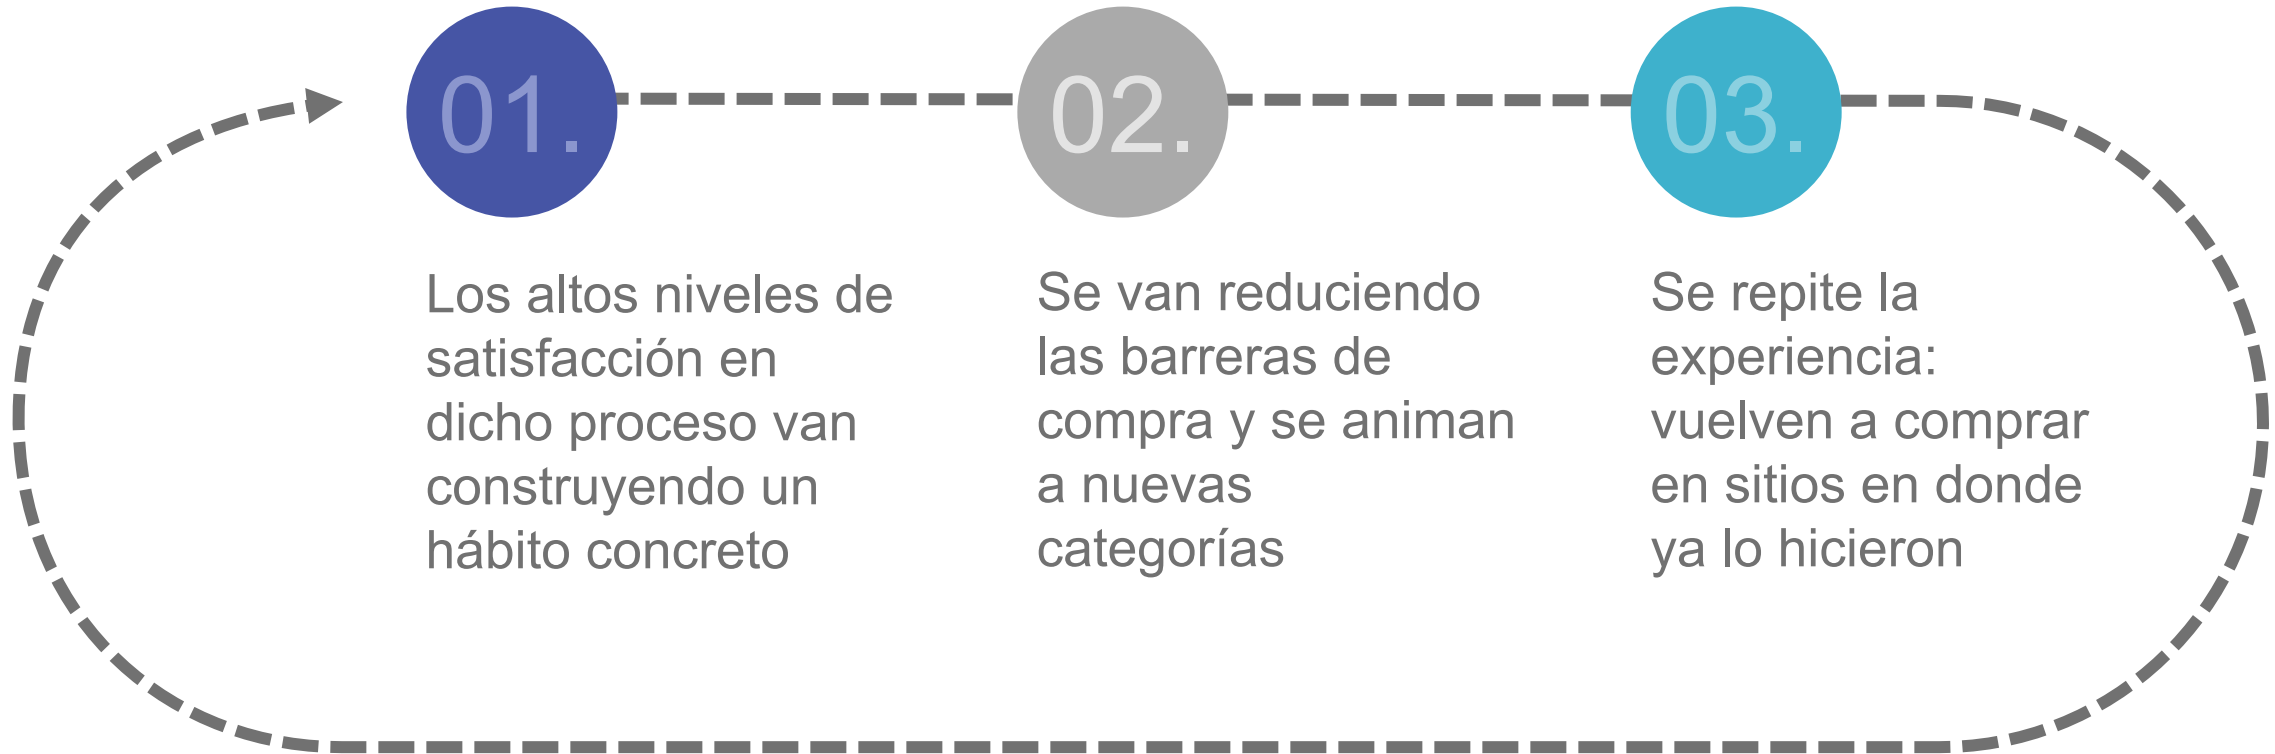 01.
Los altos niveles de
satisfacción en
dicho proceso van
construyendo un
hábito concreto
02.
Se van reduciendo
las barreras de
compra y se animan
a nuevas
categorías
03.
Se repite la
experiencia:
vuelven a comprar
en sitios en donde
ya lo hicieron